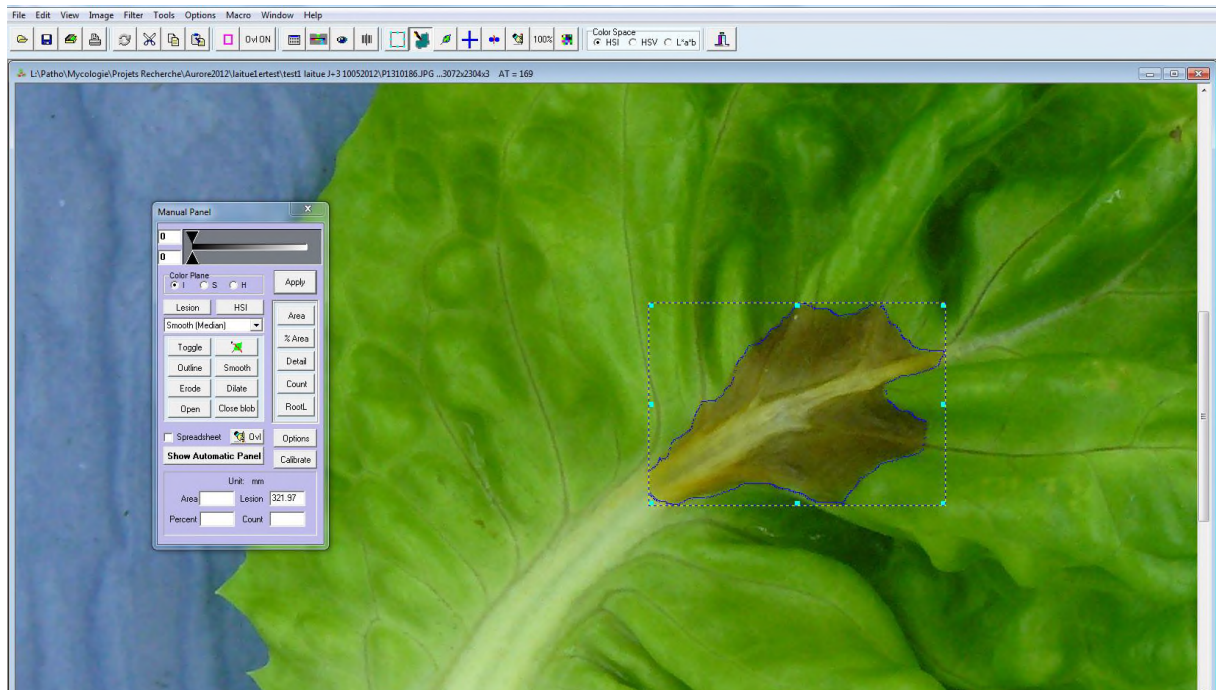 File Edit View Image Filter Tools Options Macro Window Help
Ovl ON 100% Color Space HSI HSV L*a*b
L:\Patho\Mycologie\Projets Recherche\Aurore2012\laitue1ertest\test1 laitue J+3 10052012\P1310186.JPG ...3072x2304x3 AT = 169
Manual Panel
0
0
Color Plane
I S H
Apply
Lesion HSI
Smooth (Median)
Area
Toggle
% Area
Outline Smooth
Detail
Erode Dilate
Count
Open Close blob
RootL
Spreadsheet Ovl
Options
Show Automatic Panel
Calibrate
Unit: mm
Area Lesion 321.97
Percent Count